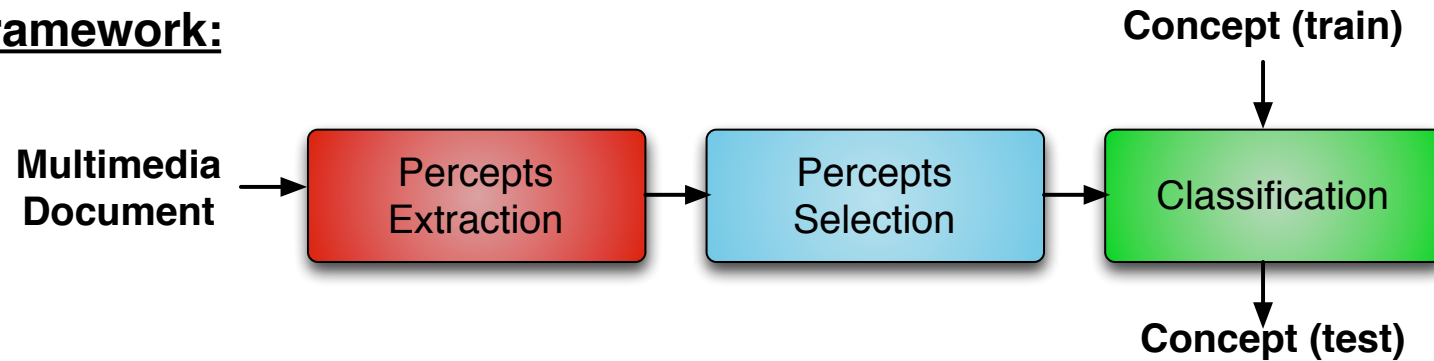 ramework:
Concept (train)
Multimedia
Document
Percepts
Extraction
Percepts
Selection
Classification
Concept (test)